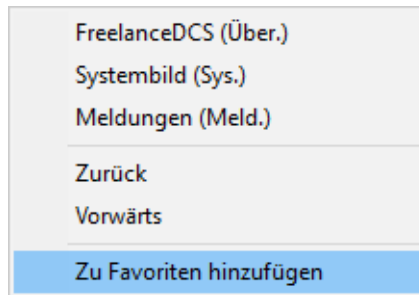 FreelanceDCS (Über.)
Systembild (Sys.)
Meldungen (Meld.)
Zurück
Vorwärts
Zu Favoriten hinzufügen